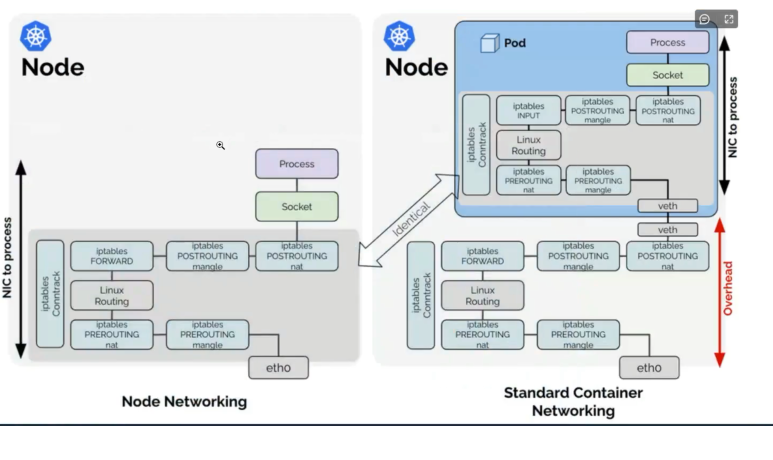 Node
Process
Socket
iptables
Conntrack
iptables
FORWARD
iptables
POSTROUTING
mangle
iptables
POSTROUTING
nat
Linux
Routing
iptables
PREROUTING
nat
iptables
PREROUTING
mangle
eth0
NIC to process
Node Networking
Identical
Node
Pod
Process
Socket
iptables
Conntrack
iptables
INPUT
iptables
POSTROUTING
mangle
iptables
POSTROUTING
nat
Linux
Routing
iptables
PREROUTING
nat
iptables
PREROUTING
mangle
veth
NIC to process
veth
iptables
Conntrack
iptables
FORWARD
iptables
POSTROUTING
mangle
iptables
POSTROUTING
nat
Linux
Routing
iptables
PREROUTING
nat
iptables
PREROUTING
mangle
eth0
Overhead
Standard Container
Networking